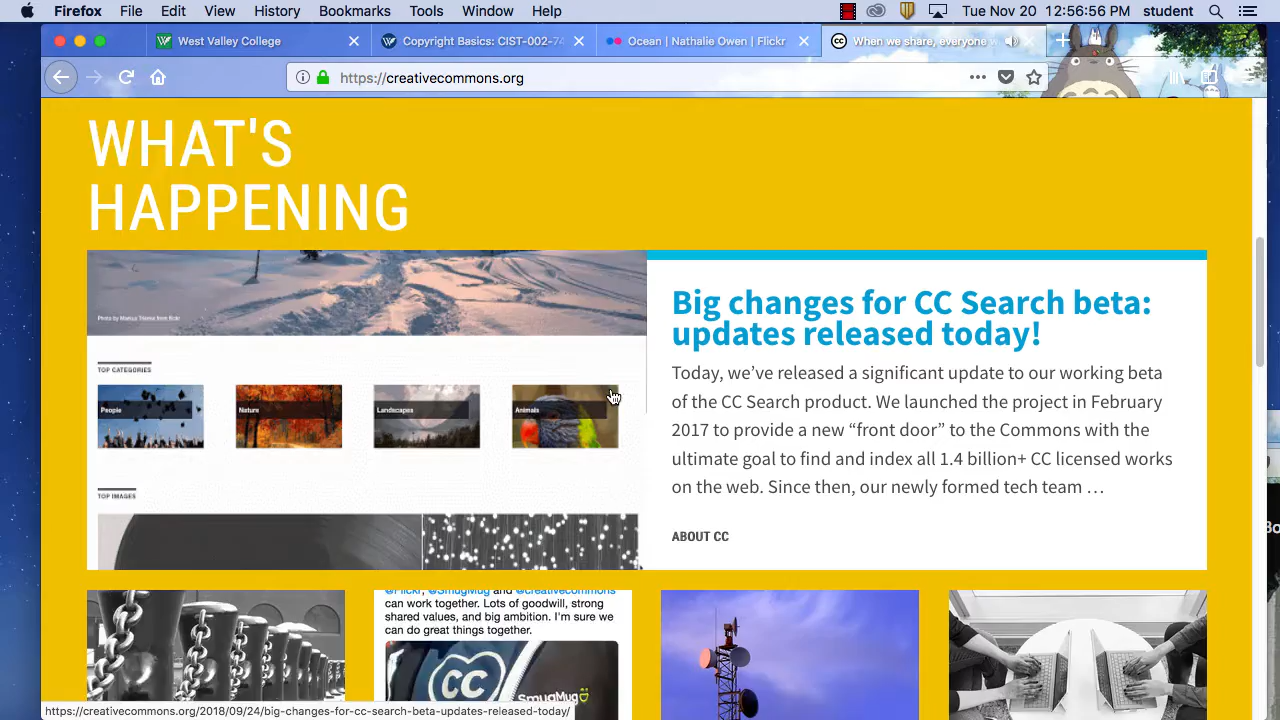 Firefox File Edit View History Bookmarks Tools Window Help Tue Nov 20 12:56:56 PM student
West Valley College Copyright Basics: CIST-002-74 Ocean | Nathalie Owen | Flickr When we share, everyone w
https://creativecommons.org
WHAT'S
HAPPENING
Photo by Markus Trienke from flickr
TOP CATEGORIES
People Nature Landscapes Animals
TOP IMAGES
Big changes for CC Search beta:
updates released today!
Today, we've released a significant update to our working beta
of the CC Search product. We launched the project in February
2017 to provide a new “front door” to the Commons with the
ultimate goal to find and index all 1.4 billion+ CC licensed works
on the web. Since then, our newly formed tech team …
ABOUT CC
@Flickr, @SmugMug and @creativecommons
can work together. Lots of goodwill, strong
shared values, and big ambition. I'm sure we
can do great things together.
CC SmugMug
Bo
https://creativecommons.org/2018/09/24/big-changes-for-cc-search-beta-updates-released-today/